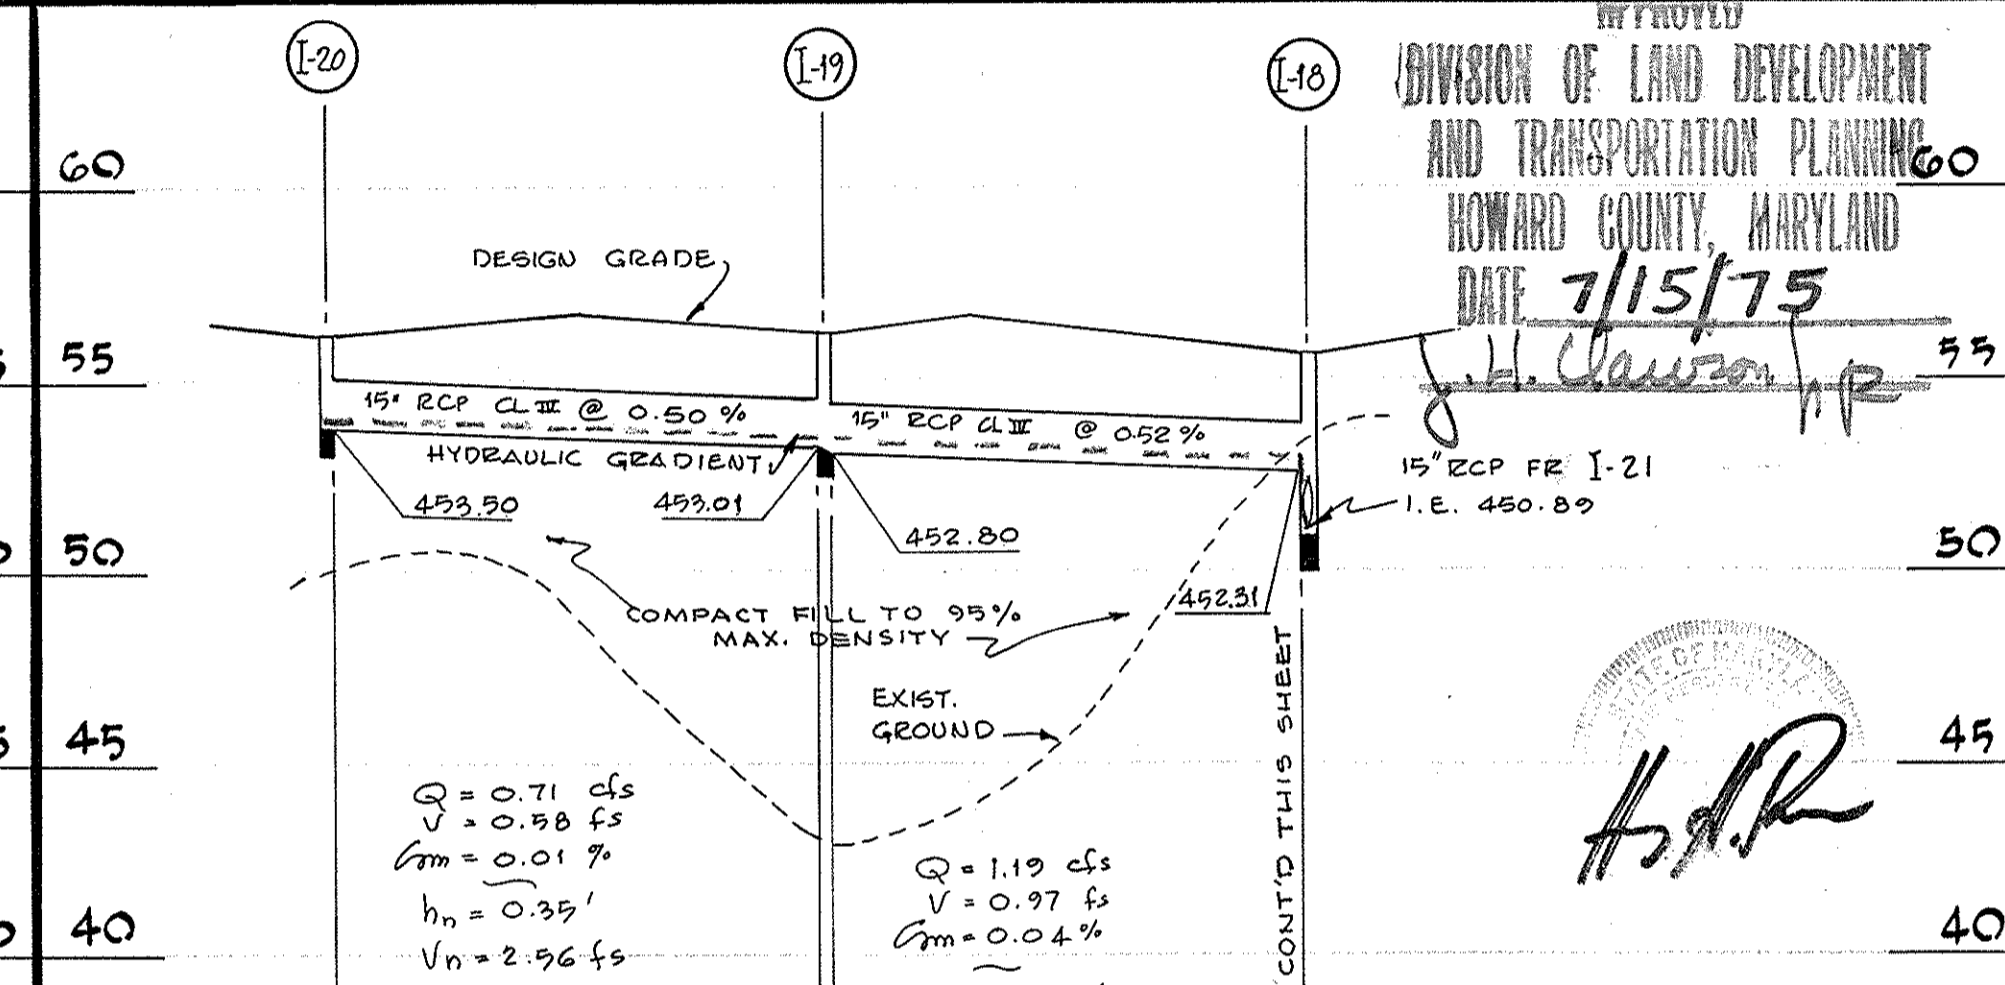 I-20
I-19
I-18
APPROVED
DIVISION OF LAND DEVELOPMENT
AND TRANSPORTATION PLANNING
HOWARD COUNTY, MARYLAND
DATE 7/15/75
J. H. Clawson
60
60
DESIGN GRADE
55
55
15" RCP CL III @ 0.50 %
15" RCP CL III @ 0.52 %
HYDRAULIC GRADIENT
15" RCP FR I-21
I.E. 450.89
453.50
453.01
452.80
50
50
452.31
COMPACT FILL TO 95%
MAX. DENSITY
EXIST.
GROUND
CONT'D THIS SHEET
STATE OF MARYLA
45
45
Q = 0.71 cfs
V = 0.58 fs
= 0.01 %
hn = 0.35'
Vn = 2.56 fs
Q = 1.19 cfs
V = 0.97 fs
= 0.04 %
40
40